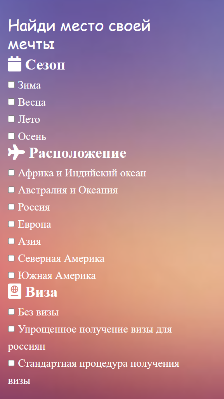 Найди место своей
мечты
Сезон
Зима
Весна
Лето
Осень
Расположение
Африка и Индийский океан
Австралия и Океания
Россия
Европа
Азия
Северная Америка
Южная Америка
Виза
Без визы
Упрощенное получение визы для
россиян
Стандартная процедура получения
визы